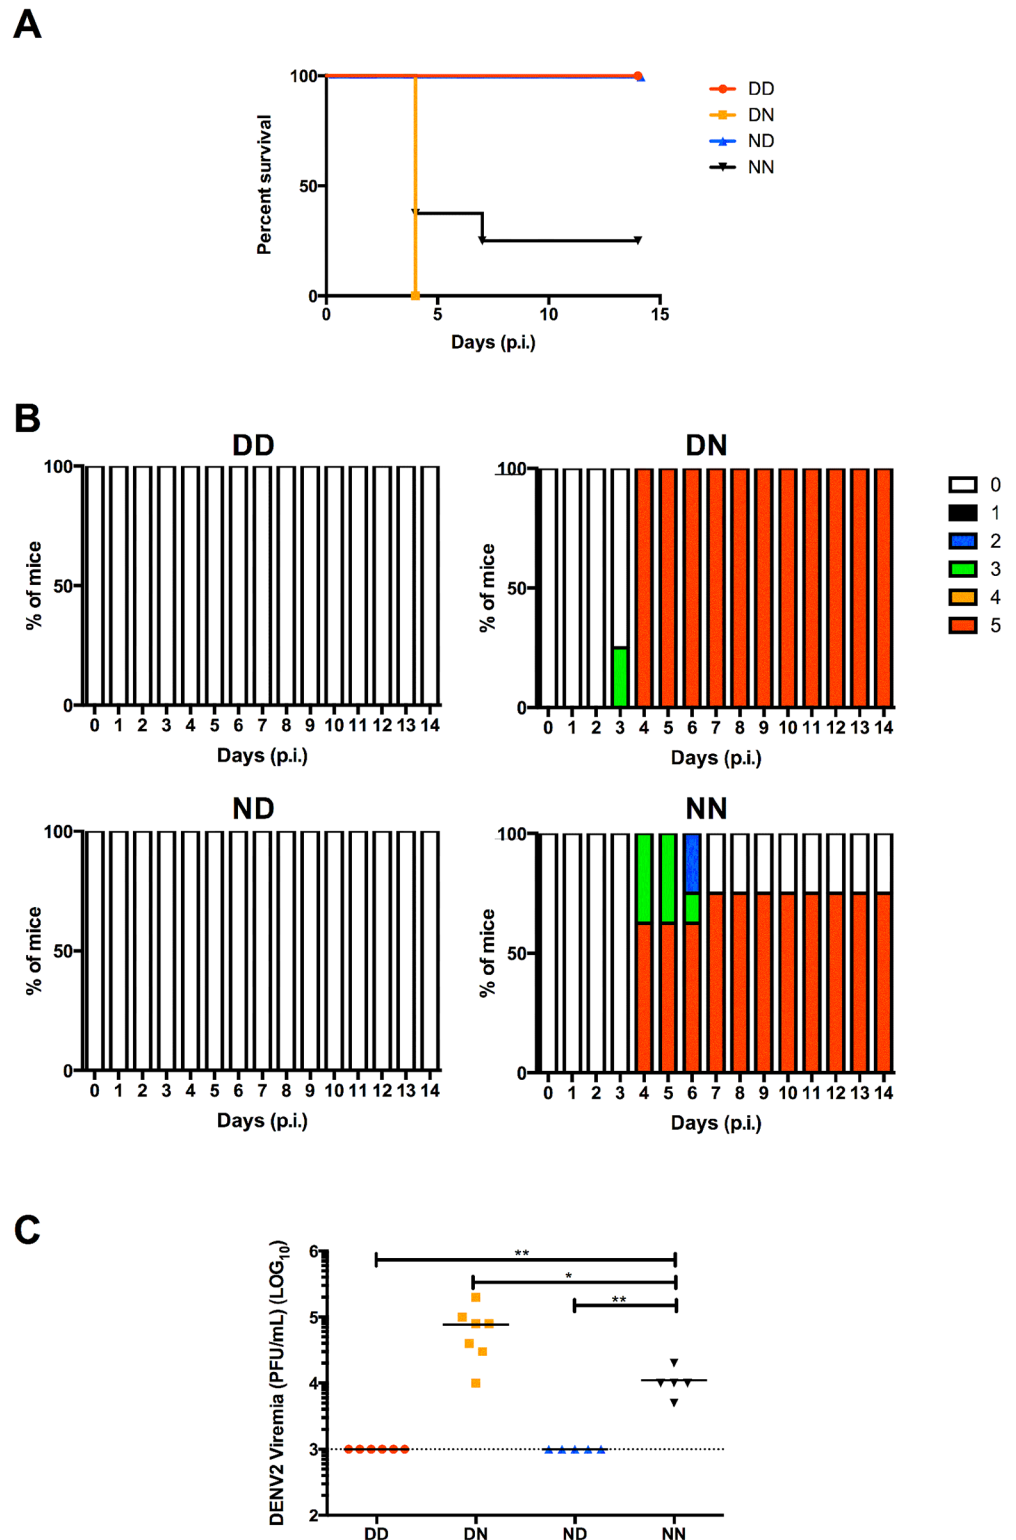 A
100
50
0
Percent survival
0 5 10 15
Days (p.i.)
DD
DN
ND
NN
B
DD
100
50
0
% of mice
0 1 2 3 4 5 6 7 8 9 10 11 12 13 14
Days (p.i.)
DN
100
50
0
% of mice
0 1 2 3 4 5 6 7 8 9 10 11 12 13 14
Days (p.i.)
0
1
2
3
4
5
ND
100
50
0
% of mice
0 1 2 3 4 5 6 7 8 9 10 11 12 13 14
Days (p.i.)
NN
100
50
0
% of mice
0 1 2 3 4 5 6 7 8 9 10 11 12 13 14
Days (p.i.)
C
DENV2 Viremia (PFU/mL) (LOG10)
6
5
4
3
2
**
*
**
DD DN ND NN